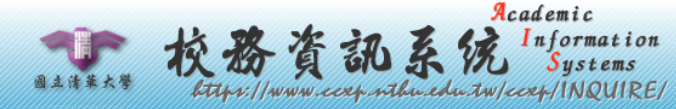 國立清華大學
校務資訊系統
Academic
Information
Systems
https://www.ccxp.nthu.edu.tw/ccxp/INQUIRE/